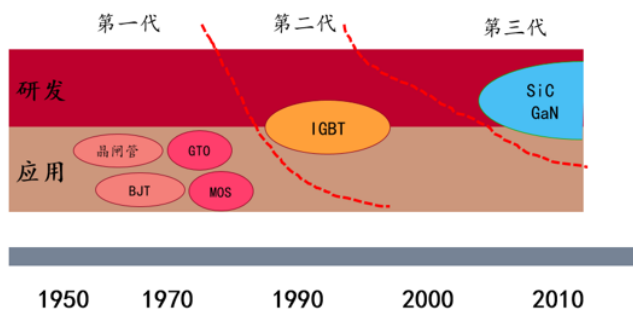 第一代 第二代 第三代
研发
SiC
GaN
IGBT
应用
晶闸管 GTO
BJT MOS
1950 1970 1990 2000 2010